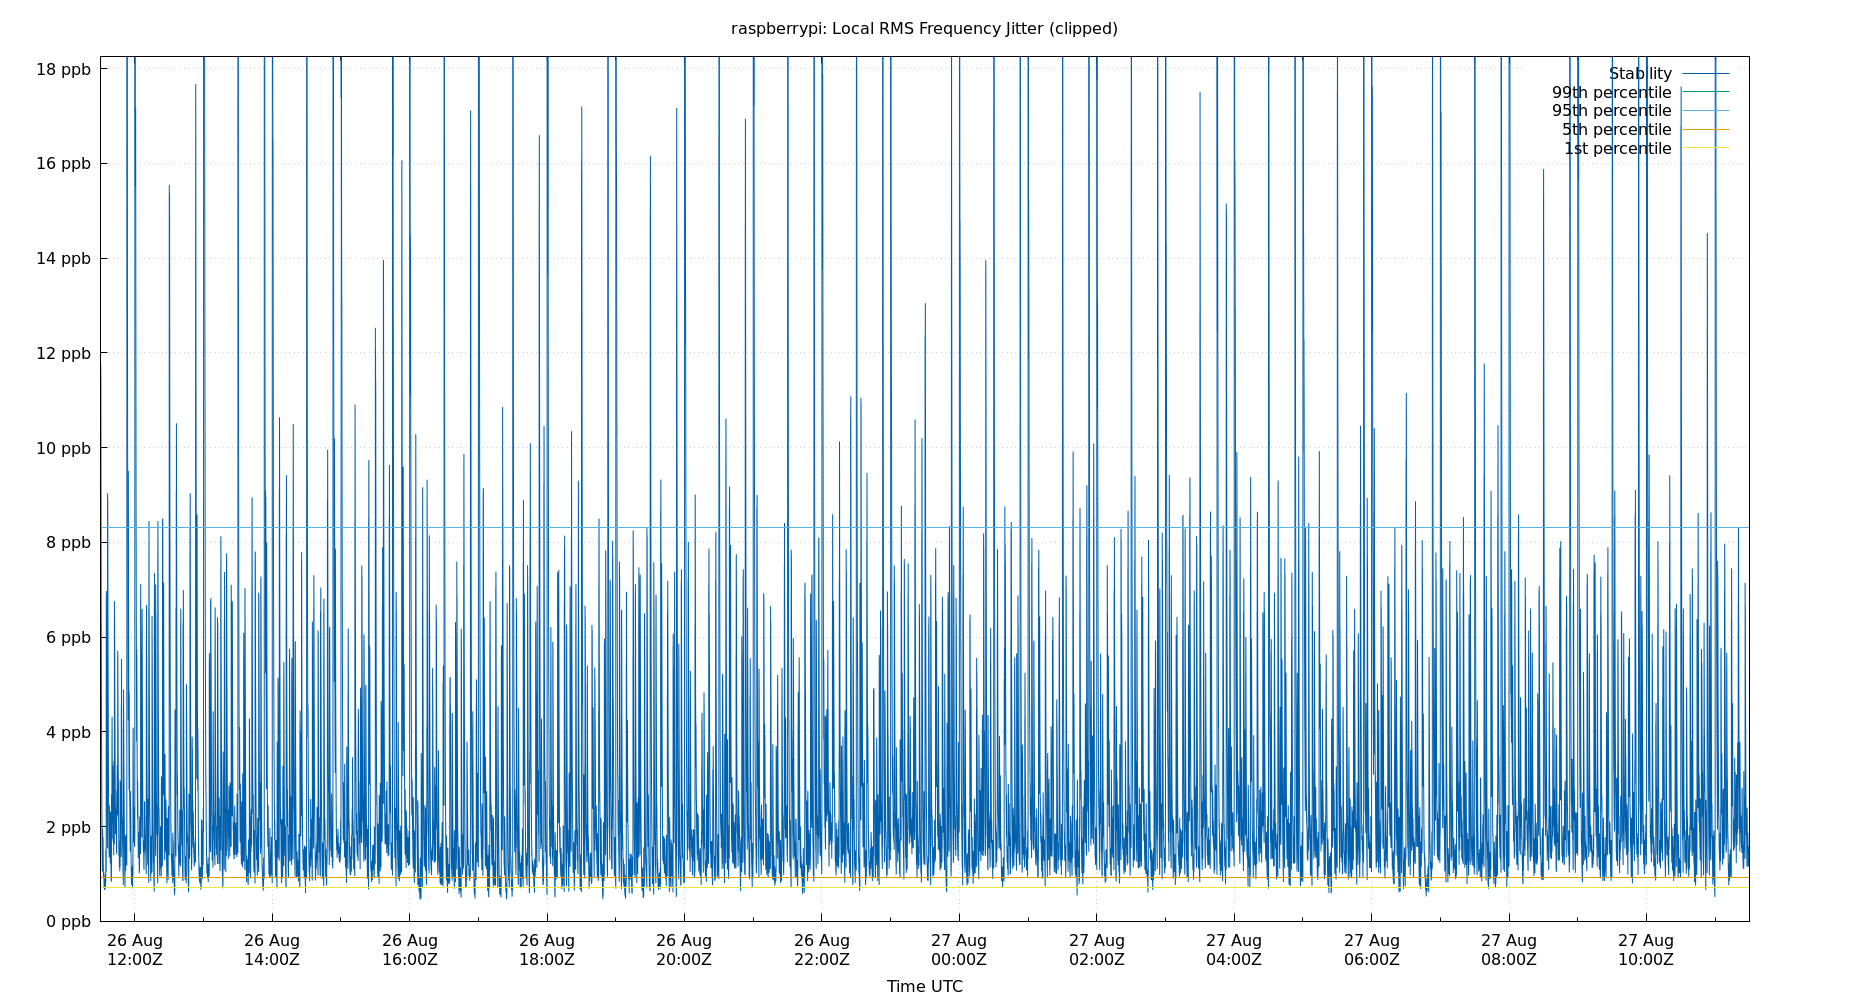 raspberrypi: Local RMS Frequency Jitter (clipped)
18 ppb
16 ppb
14 ppb
12 ppb
10 ppb
8 ppb
6 ppb
4 ppb
2 ppb
0 ppb
Stability
99th percentile
95th percentile
5th percentile
1st percentile
26 Aug 26 Aug 26 Aug 26 Aug 26 Aug 26 Aug 27 Aug 27 Aug 27 Aug 27 Aug 27 Aug 27 Aug
12:00Z 14:00Z 16:00Z 18:00Z 20:00Z 22:00Z 00:00Z 02:00Z 04:00Z 06:00Z 08:00Z 10:00Z
Time UTC